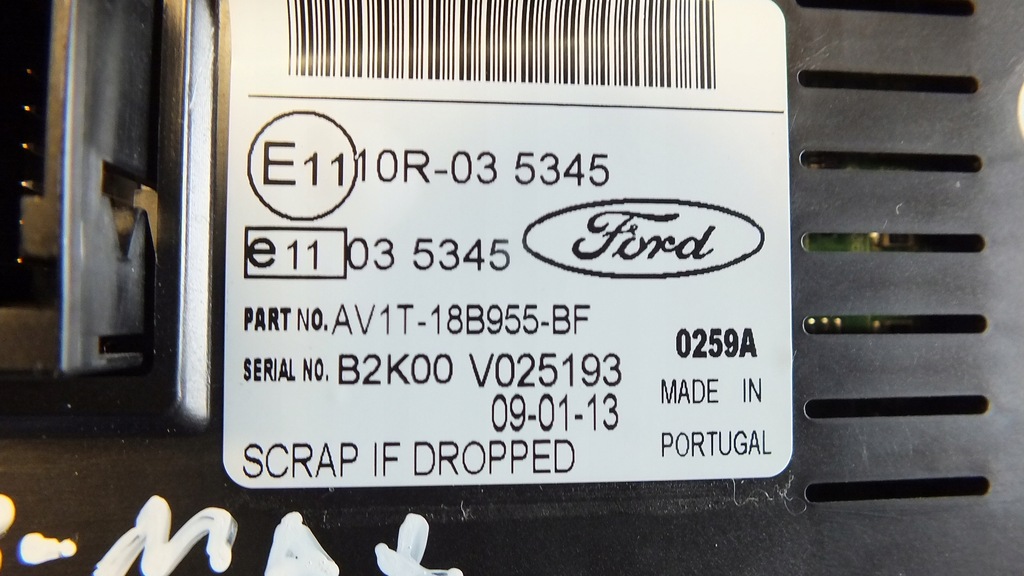 E11 10R-03 5345
e11 03 5345 Ford
PART NO. AV1T-18B955-BF
0259A
SERIAL NO. B2K00 V025193
09-01-13
MADE IN
PORTUGAL
SCRAP IF DROPPED